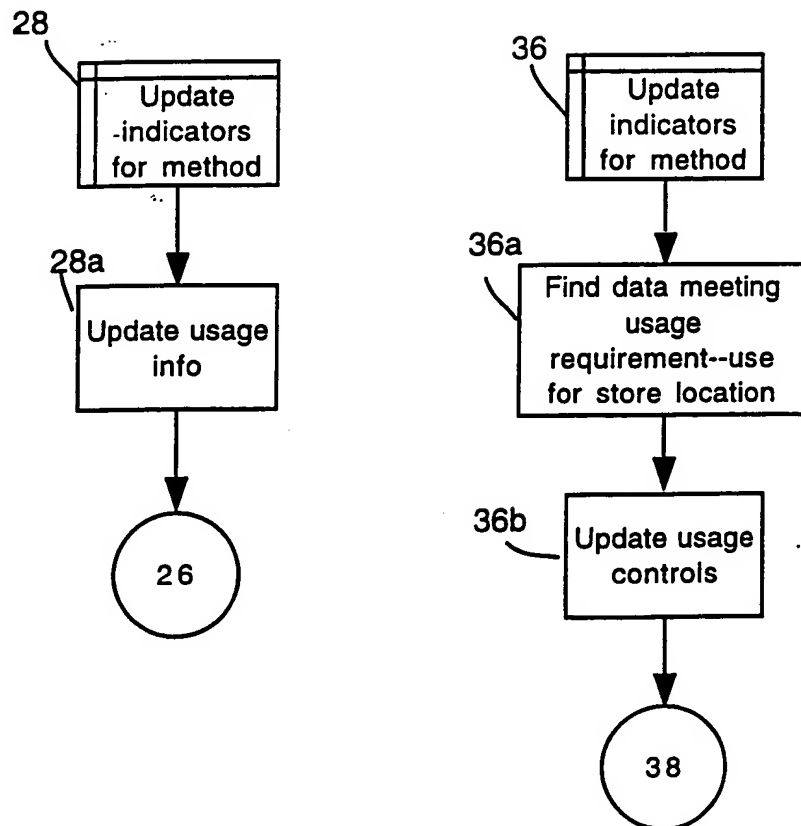 28
Update
-indicators
for method
28a
Update usage
info
26
36
Update
indicators
for method
36a
Find data meeting
usage
requirement--use
for store location
36b
Update usage
controls
38